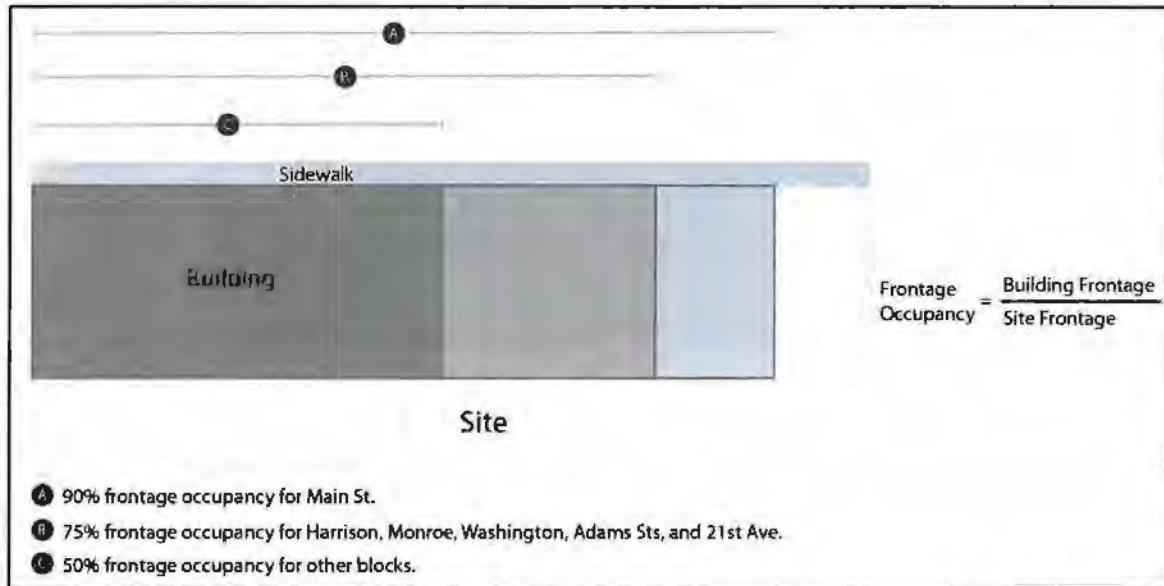 A
B
C
Sidewalk
Building
Frontage Occupancy = Building Frontage / Site Frontage
Site
A 90% frontage occupancy for Main St.
B 75% frontage occupancy for Harrison, Monroe, Washington, Adams Sts, and 21st Ave.
C 50% frontage occupancy for other blocks.